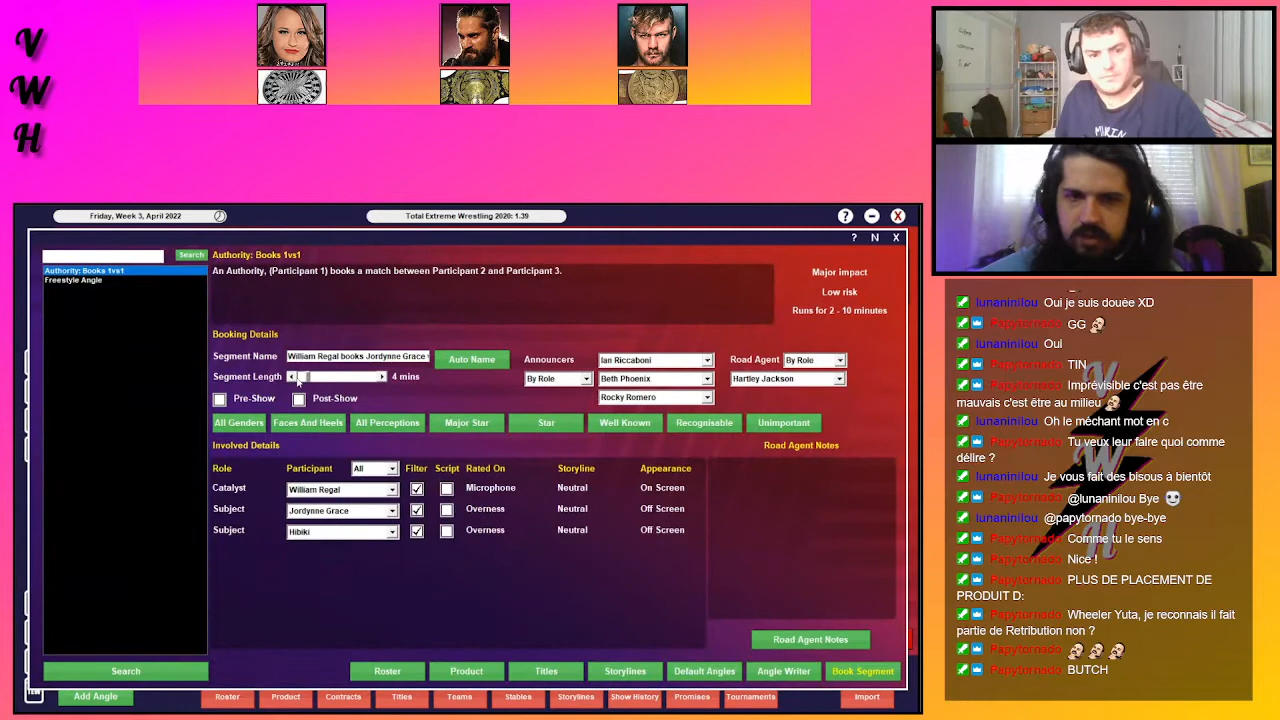 V
W
H
Friday, Week 3, April 2022
Total Extreme Wrestling 2020: 1.39
? − X
? N X
Search
Authority: Books 1vs1
Authority: Books 1vs1
Freestyle Angle
An Authority, (Participant 1) books a match between Participant 2 and Participant 3.
Major impact
Low risk
Runs for 2 - 10 minutes
Booking Details
Segment Name William Regal books Jordynne Grace Auto Name Announcers Ian Riccaboni Road Agent By Role
Segment Length 4 mins By Role Beth Phoenix Hartley Jackson
Rocky Romero
Pre-Show Post-Show
All Genders Faces And Heels All Perceptions Major Star Star Well Known Recognisable Unimportant
Involved Details Road Agent Notes
Role Participant All Filter Script Rated On Storyline Appearance
Catalyst William Regal Microphone Neutral On Screen
Subject Jordynne Grace Overness Neutral Off Screen
Subject Hibiki Overness Neutral Off Screen
Road Agent Notes
Search Roster Product Titles Storylines Default Angles Angle Writer Book Segment
TEW Add Angle Roster Product Contracts Titles Teams Stables Storylines Show History Promises Tournaments Import
MIRIN
lunaninilou Oui je suis douée XD
Papytornado GG
lunaninilou Oul
Papytornado TIN
Papytornado Imprévisible c'est pas être
mauvais c'est être au milieu
lunaninilou Oh le méchant mot en c
Papytornado Tu veux leur faire quoi comme
délire ?
lunaninilou Je vous fait des bisous à bientôt
Papytornado @lunaninilou Bye
lunaninilou @papytornado bye-bye
Papytornado Comme tu le sens
Papytornado Nice !
Papytornado PLUS DE PLACEMENT DE
PRODUIT D:
Papytornado Wheeler Yuta, je reconnais il fait
partie de Retribution non ?
Papytornado
Papytornado BUTCH